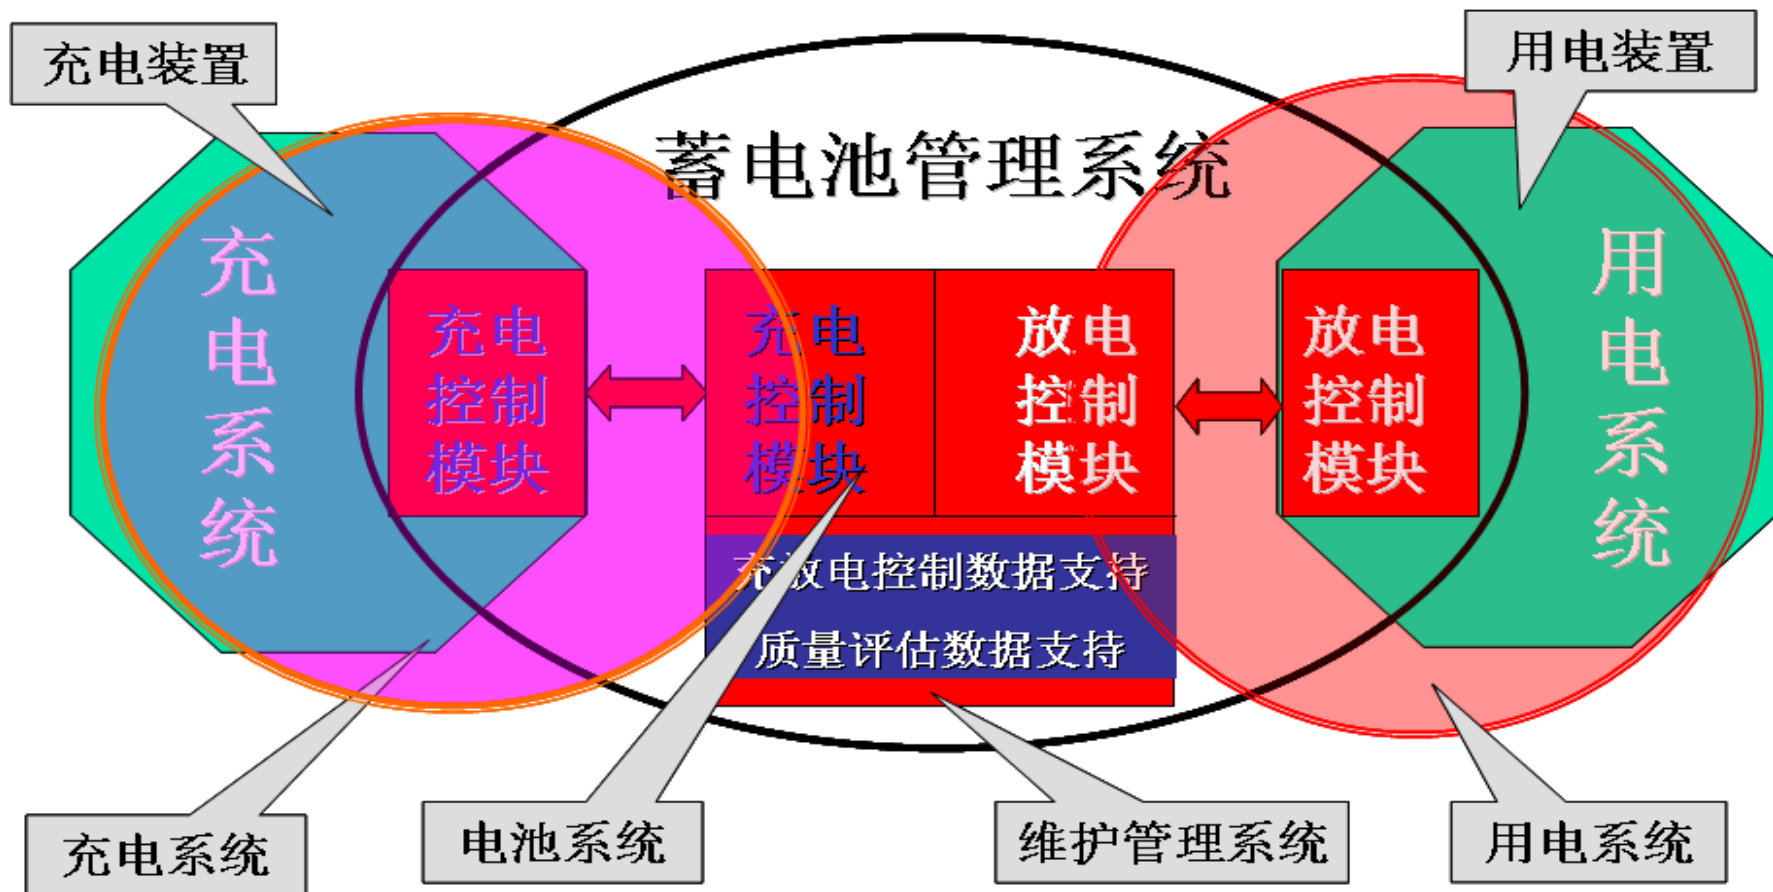 充电装置
用电装置
蓄电池管理系统
充电系统
充电
控制
模块
充电
控制
模块
放电
控制
模块
放电
控制
模块
用电系统
充放电控制数据支持
质量评估数据支持
充电系统
电池系统
维护管理系统
用电系统